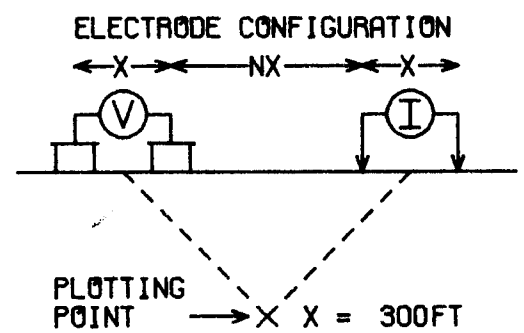 ELECTRODE CONFIGURATION
X NX X
V I
PLOTTING
POINT X = 300FT